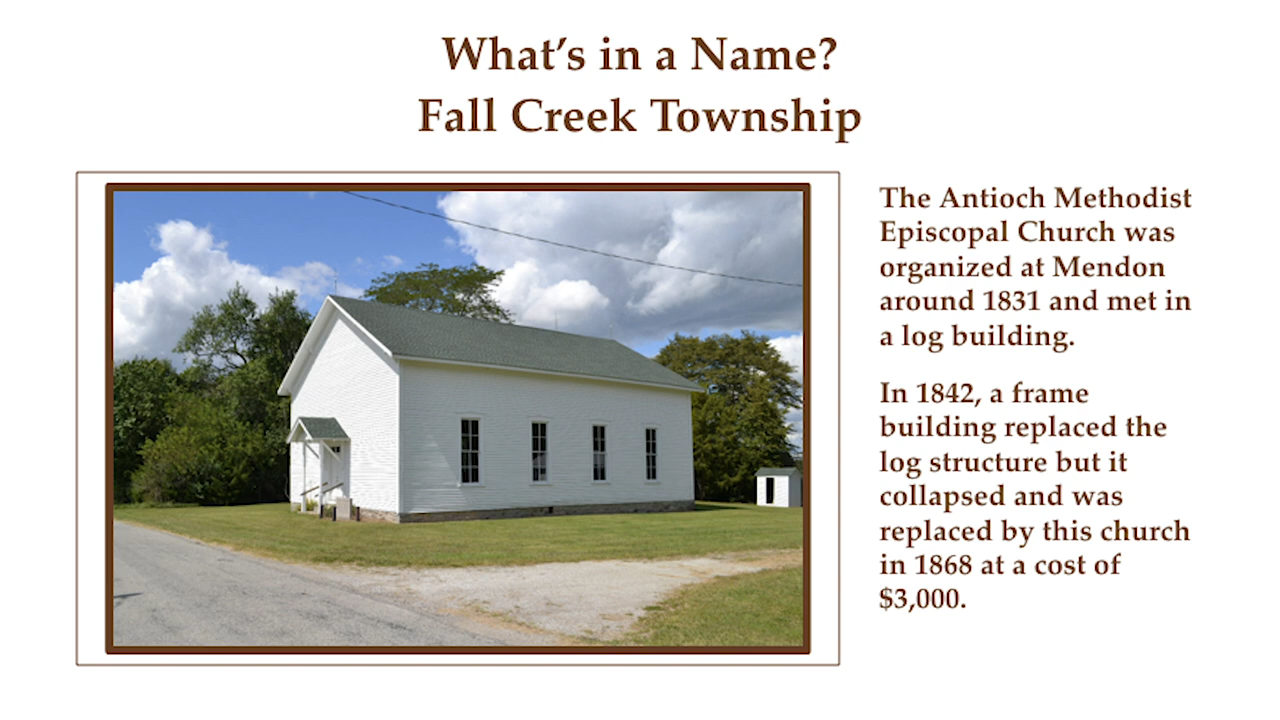 What's in a Name?
Fall Creek Township
The Antioch Methodist
Episcopal Church was
organized at Mendon
around 1831 and met in
a log building.
In 1842, a frame
building replaced the
log structure but it
collapsed and was
replaced by this church
in 1868 at a cost of
$3,000.